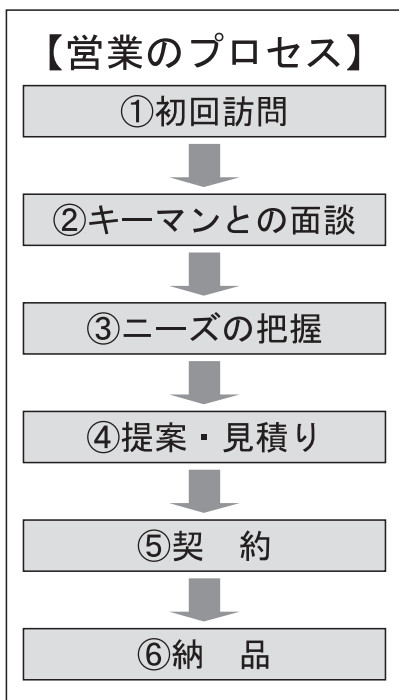 【営業のプロセス】
①初回訪問
②キーマンとの面談
③ニーズの把握
④提案・見積り
⑤契　約
⑥納　品